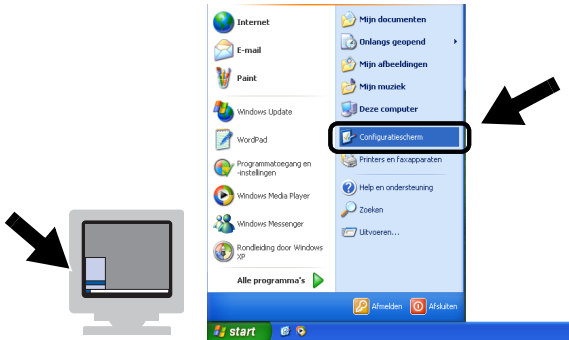 Internet
E-mail
Paint
Windows Update
WordPad
Programmatoegang en
-instellingen
Windows Media Player
Windows Messenger
Rondleiding door Windows
XP
Alle programma's
Mijn documenten
Onlangs geopend
Mijn afbeeldingen
Mijn muziek
Deze computer
Configuratiescherm
Printers en faxapparaten
Help en ondersteuning
Zoeken
Uitvoeren...
Afmelden
Afsluiten
start